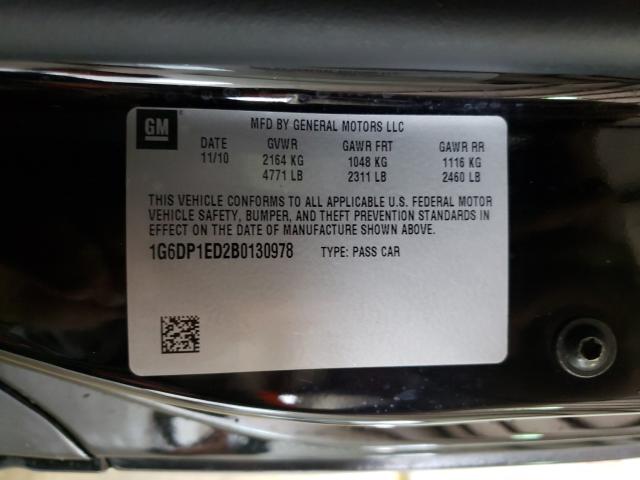 GM
MFD BY GENERAL MOTORS LLC
DATE GVWR GAWR FRT GAWR RR
11/10 2164 KG 1048 KG 1116 KG
4771 LB 2311 LB 2460 LB
THIS VEHICLE CONFORMS TO ALL APPLICABLE U.S. FEDERAL MOTOR
VEHICLE SAFETY, BUMPER, AND THEFT PREVENTION STANDARDS IN
EFFECT ON THE DATE OF MANUFACTURE SHOWN ABOVE.
1G6DP1ED2B0130978 TYPE: PASS CAR